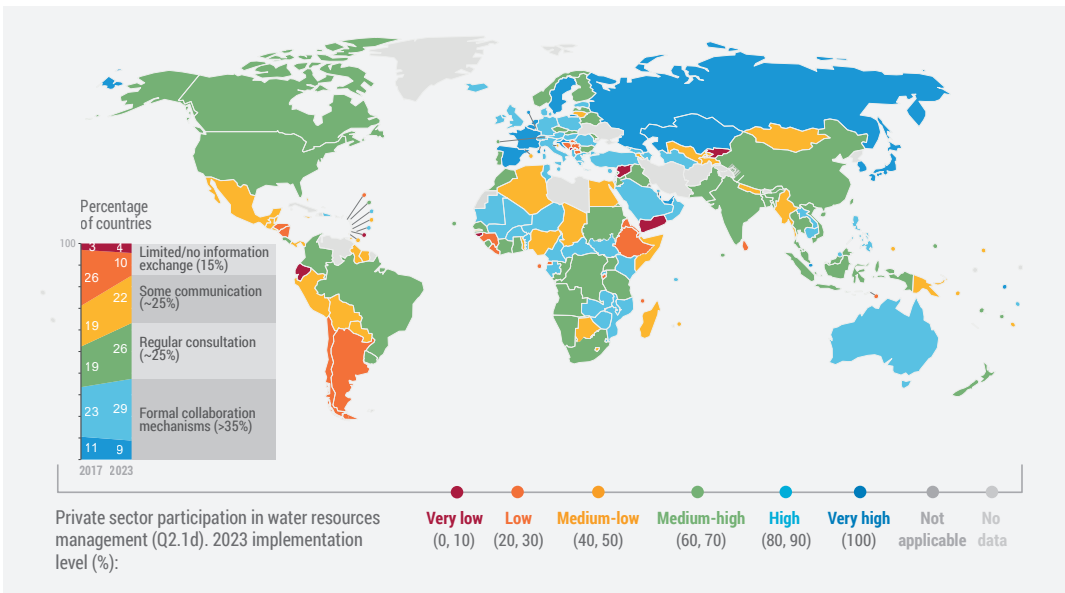 Percentage
of countries
100
3 4
26 10
19 22
19 26
23 29
11 9
2017 2023
Limited/no information
exchange (15%)
Some communication
(~25%)
Regular consultation
(~25%)
Formal collaboration
mechanisms (>35%)
Private sector participation in water resources
management (Q2.1d). 2023 implementation
level (%):
Very low
(0, 10)
Low
(20, 30)
Medium-low
(40, 50)
Medium-high
(60, 70)
High
(80, 90)
Very high
(100)
Not
applicable
No
data